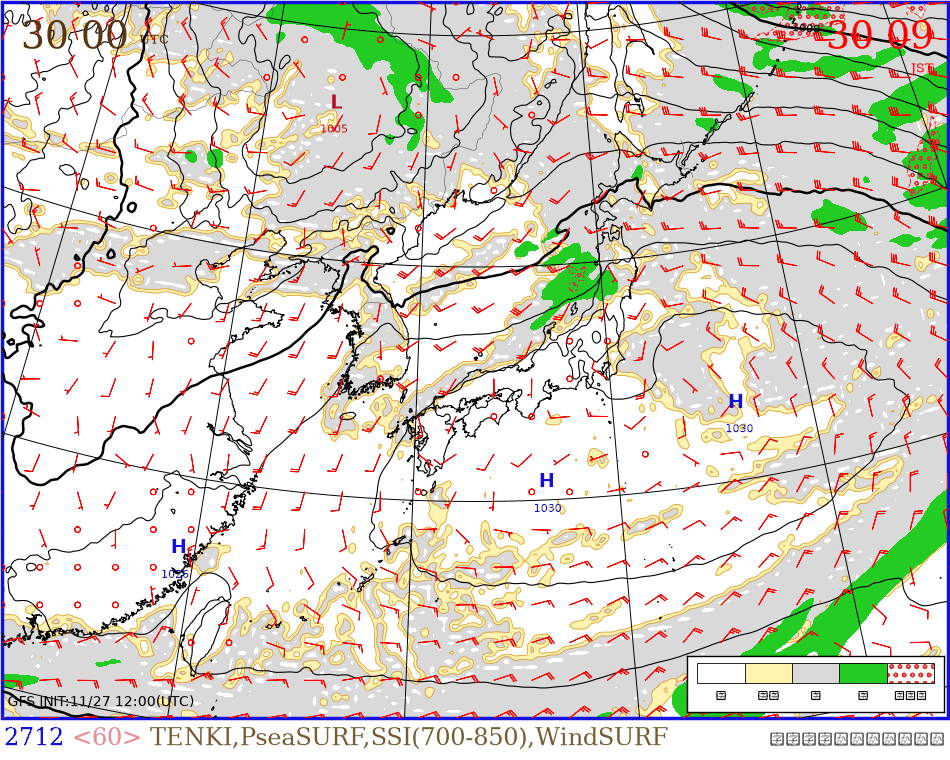 30 00 UTC
30 09
JST
L
1005
H
1030
H
1030
H
1026
GFS INIT:11/27 12:00(UTC)
2712 <60> TENKI,PseaSURF,SSI(700-850),WindSURF